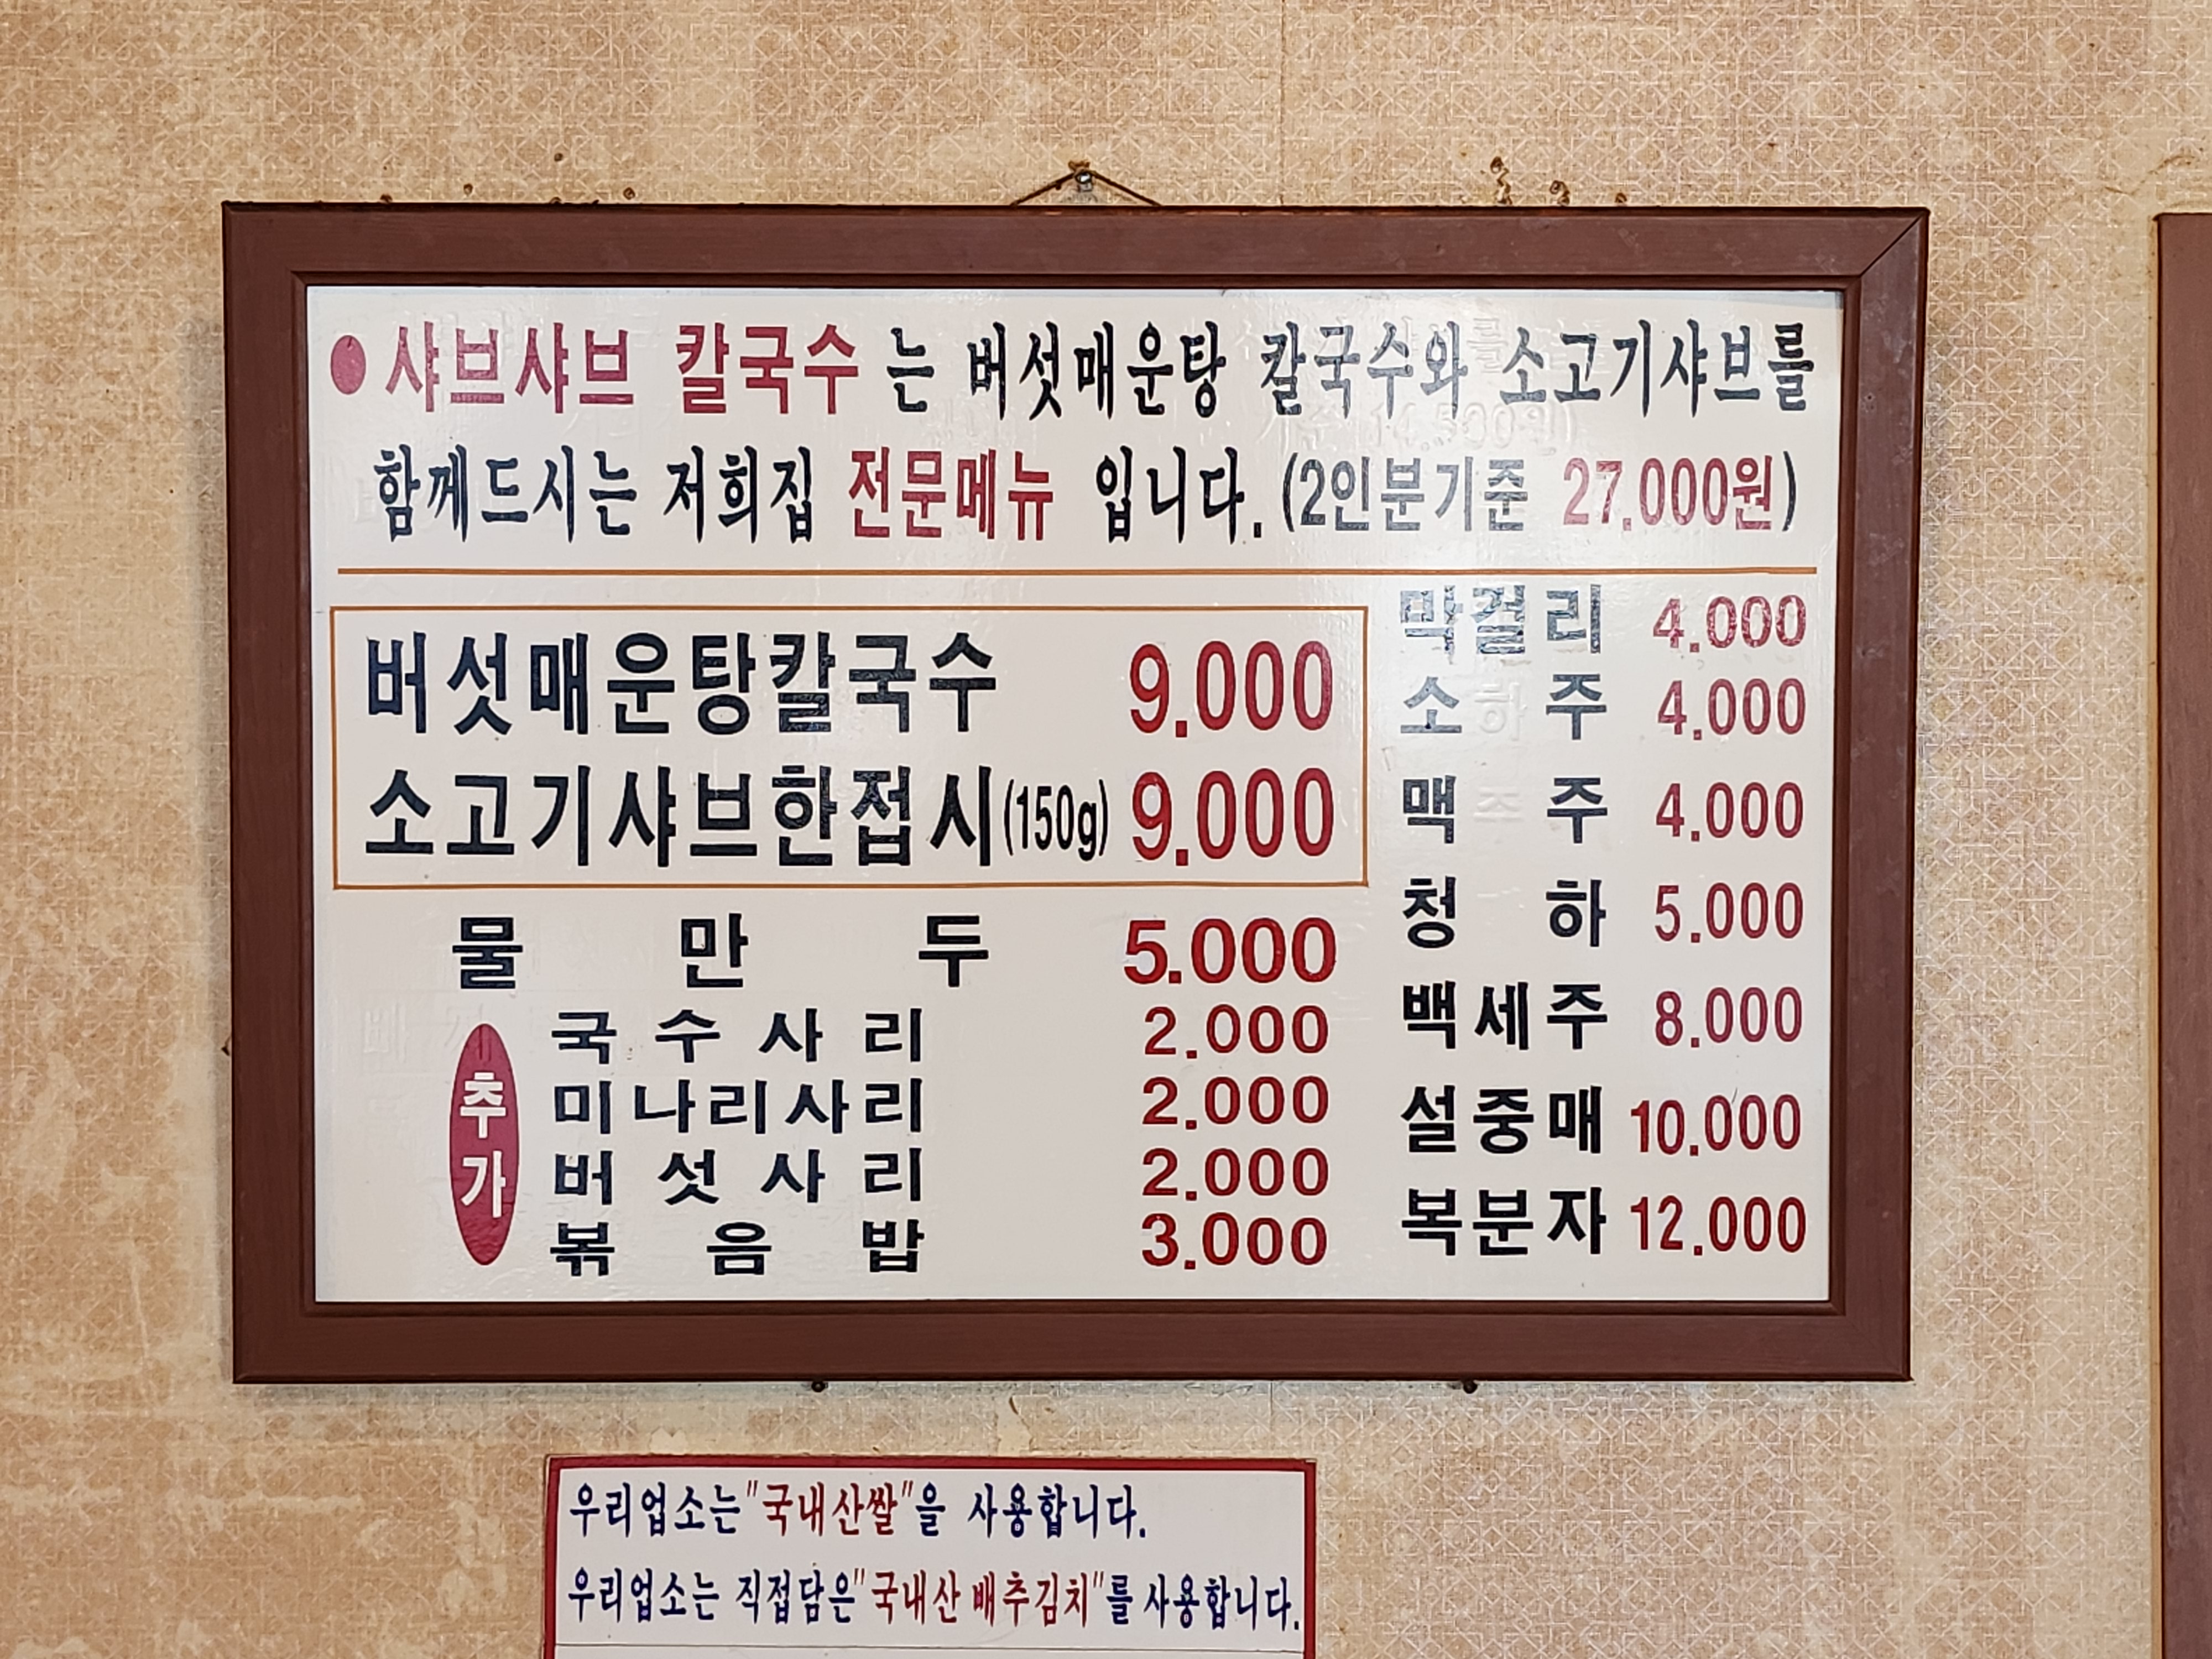 ●샤브샤브 칼국수 는 버섯매운탕 칼국수와 소고기샤브를
함께드시는 저희집 전문메뉴 입니다. (2인분기준 27.000원)
버섯매운탕칼국수 9.000
소고기샤브한접시(150g) 9.000
물 만 두 5.000
추가
국 수 사 리 2.000
미나리사리 2.000
버 섯 사 리 2.000
볶 음 밥 3.000
막걸리 4.000
소 주 4.000
맥 주 4.000
청 하 5.000
백세주 8.000
설중매 10.000
복분자 12.000
우리업소는"국내산쌀"을 사용합니다.
우리업소는 직접담은"국내산 배추김치"를 사용합니다.